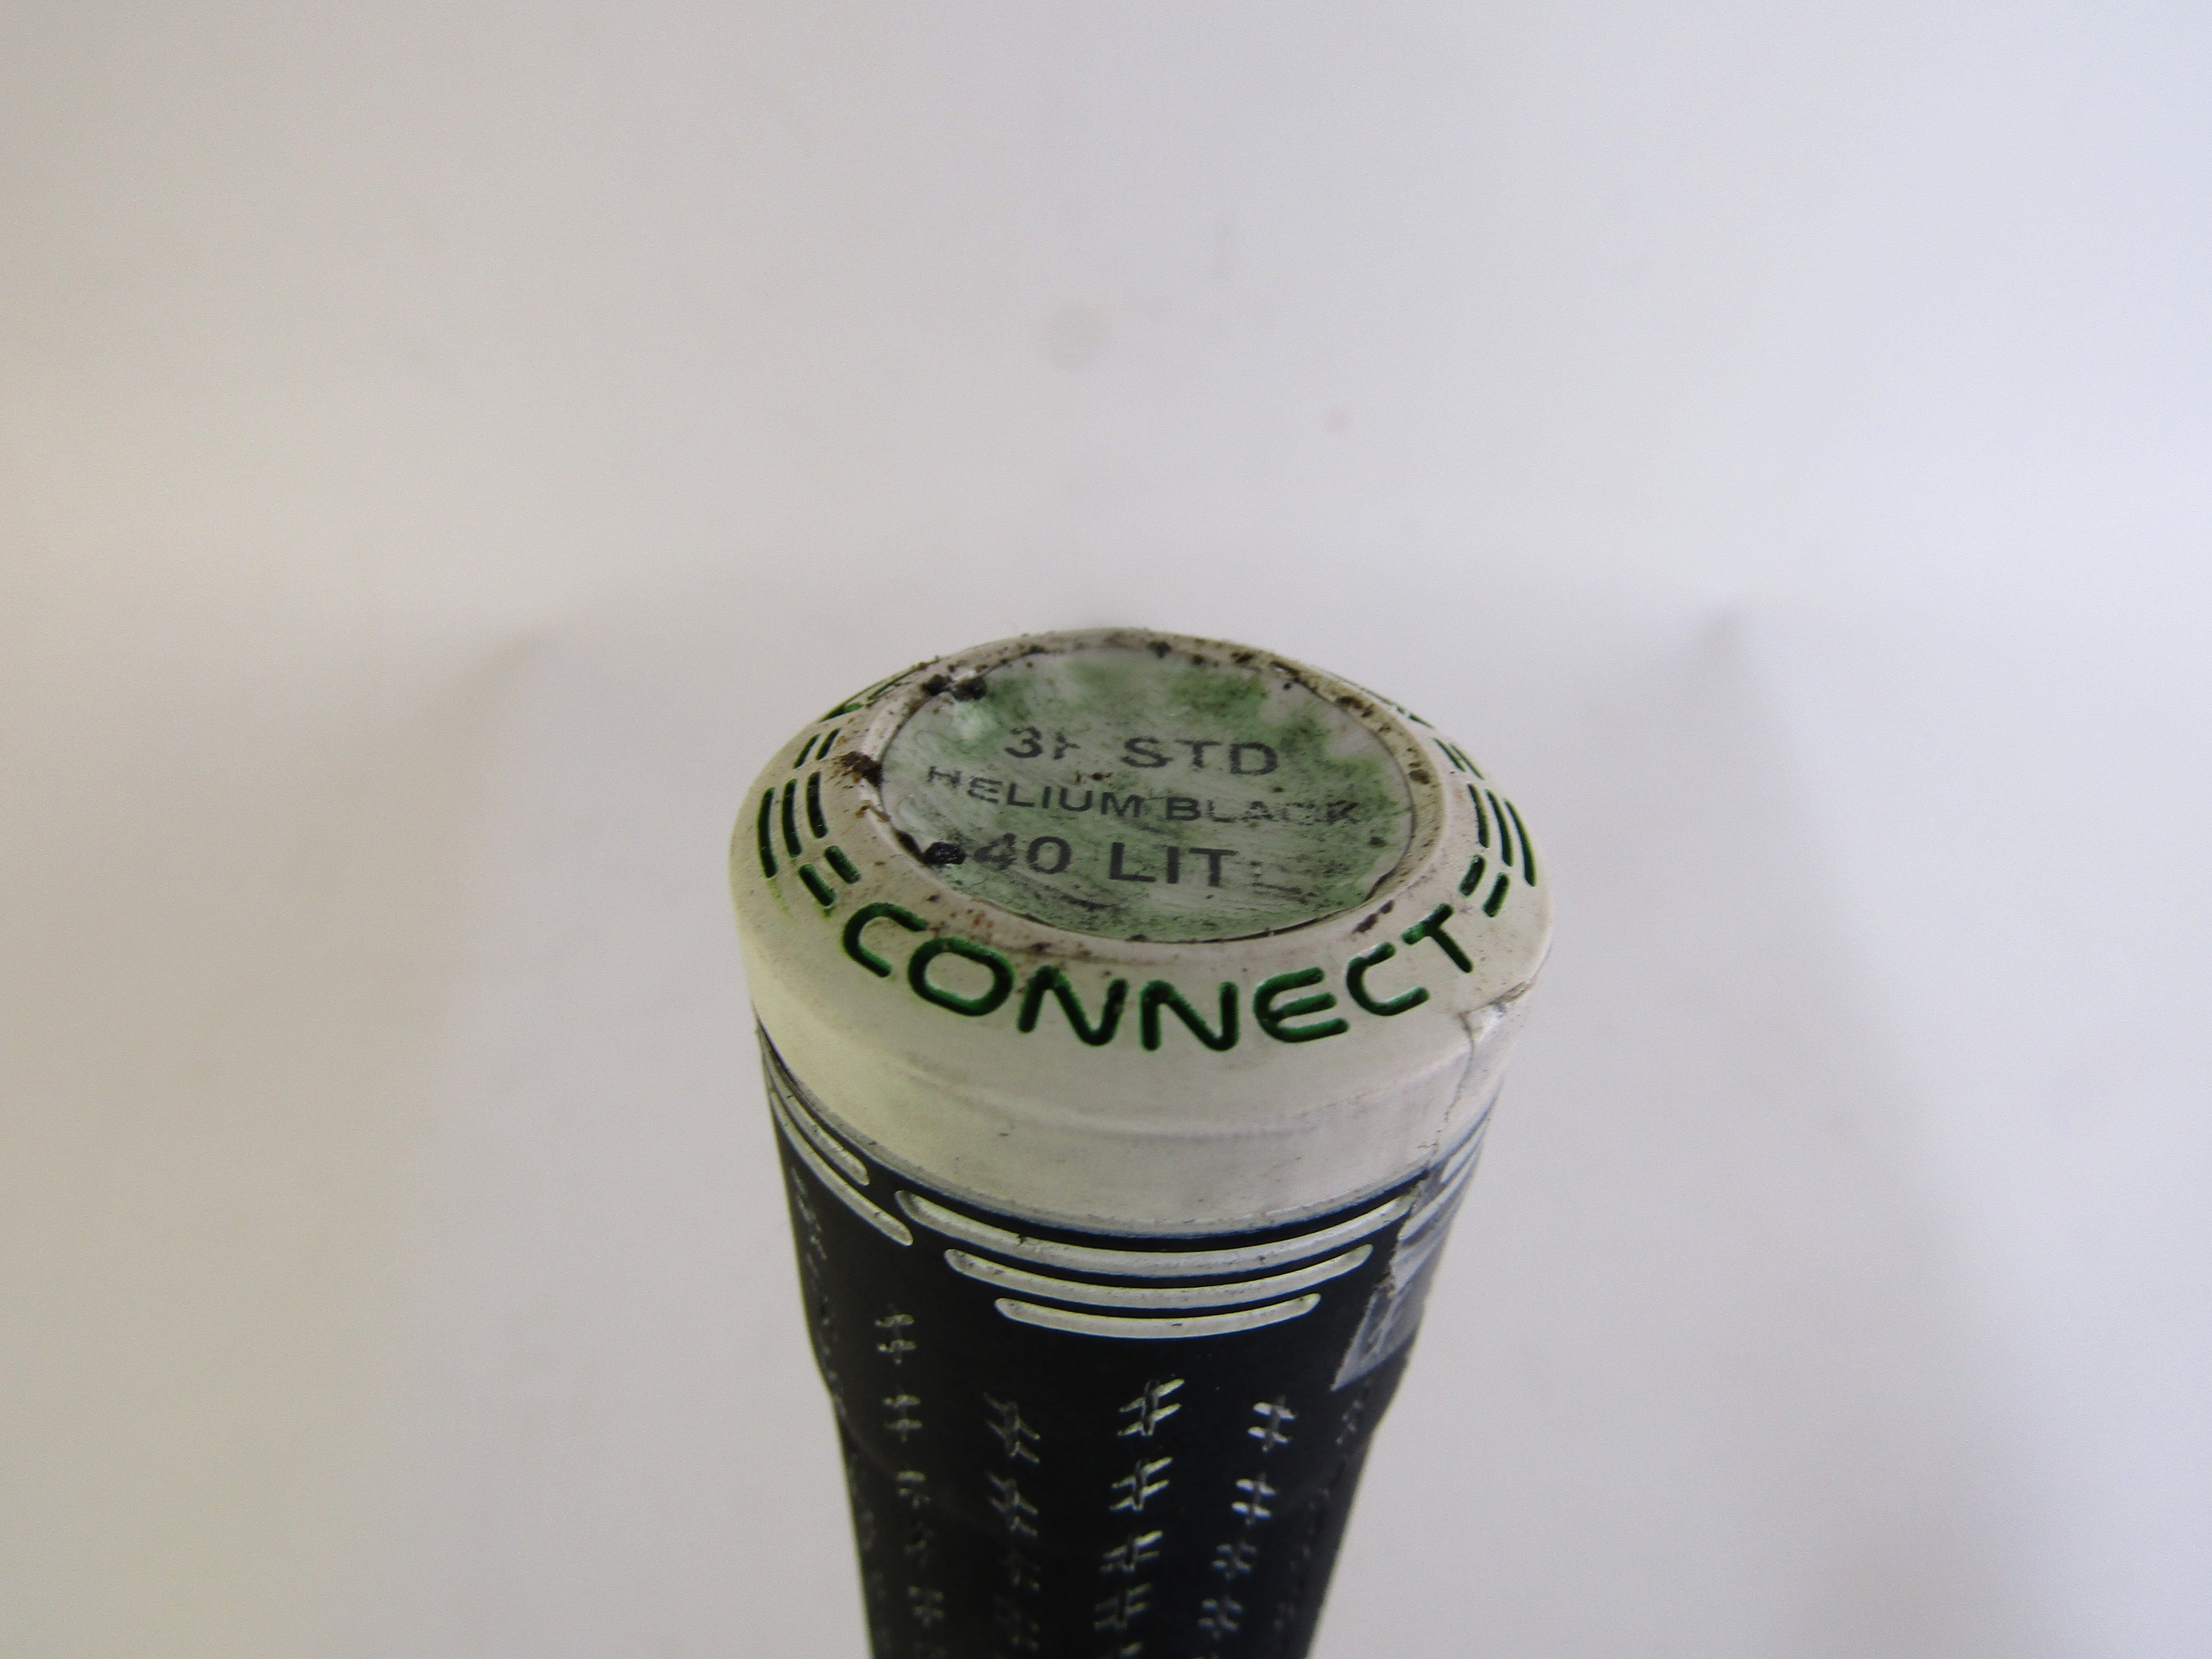 STD
HELIUM BLACK
40 LIT
CONNECT